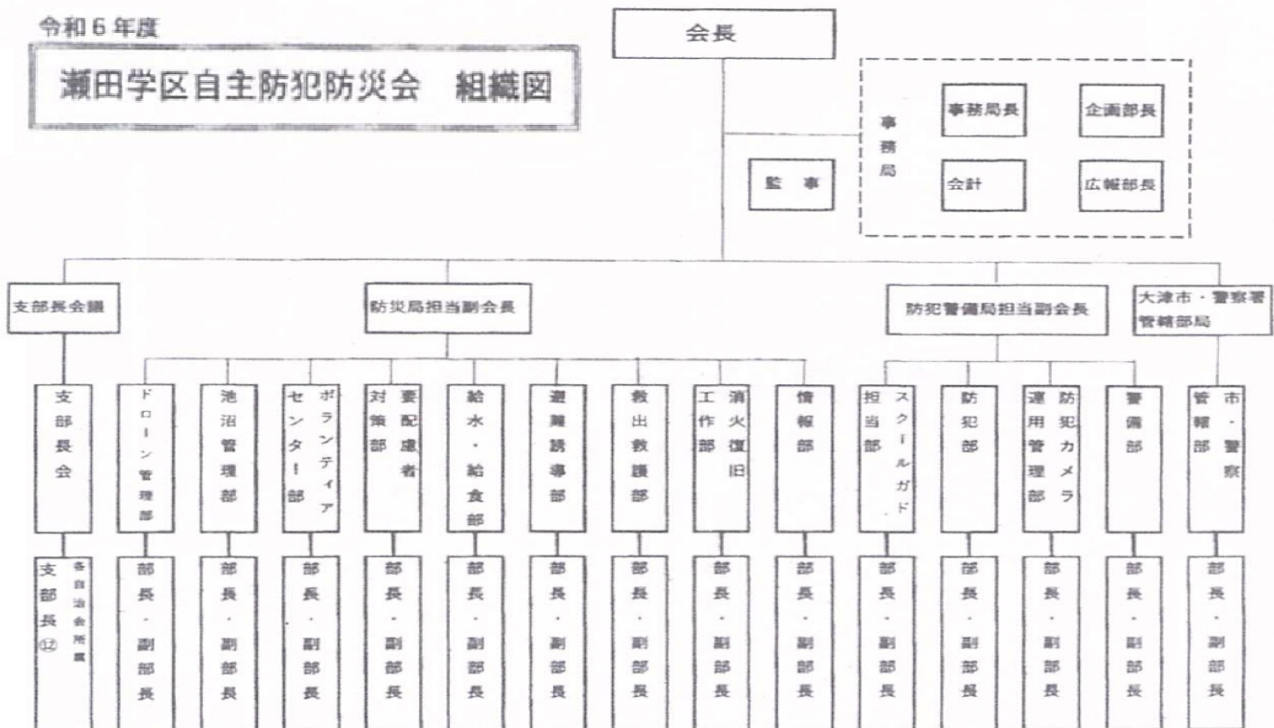 令和6年度
瀬田学区自主防犯防災会 組織図
会長
事務局
事務局長
企画部長
会計
広報部長
監 事
支部長会議
防災局担当副会長
防犯警備局担当副会長
大津市・警察署
管轄部局
支部長会
ドローン管理部
池沼管理部
ボランティア
センター部
要配慮者
対策部
給水・給食部
避難誘導部
救出救護部
消火復旧
工作部
情報部
スクールガード
担当部
防犯部
防犯カメラ
運用管理部
警備部
市・警察
管轄部
各自治会所属
支部長⑫
部長・副部長
部長・副部長
部長・副部長
部長・副部長
部長・副部長
部長・副部長
部長・副部長
部長・副部長
部長・副部長
部長・副部長
部長・副部長
部長・副部長
部長・副部長
部長・副部長